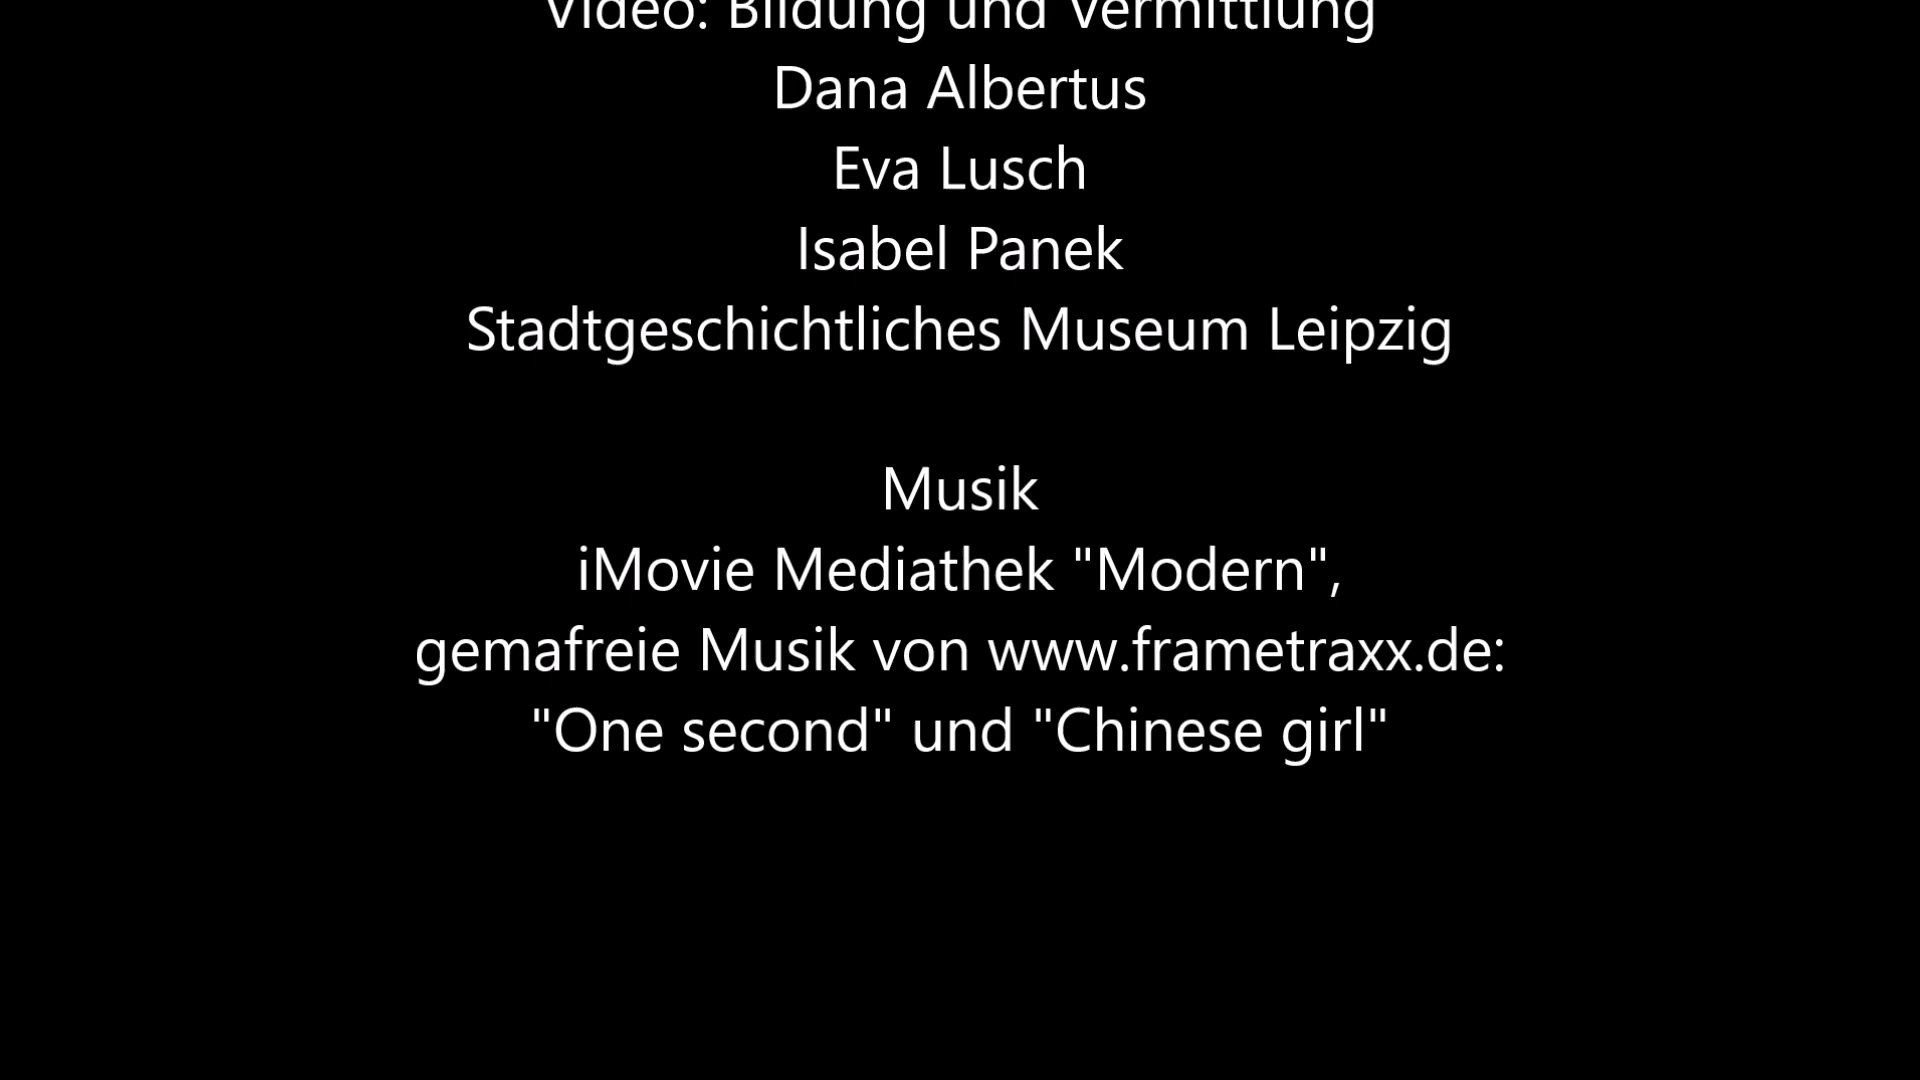 Video: Bildung und Vermittlung
Dana Albertus
Eva Lusch
Isabel Panek
Stadtgeschichtliches Museum Leipzig
Musik
iMovie Mediathek "Modern",
gemafreie Musik von www.frametraxx.de:
"One second" und "Chinese girl"